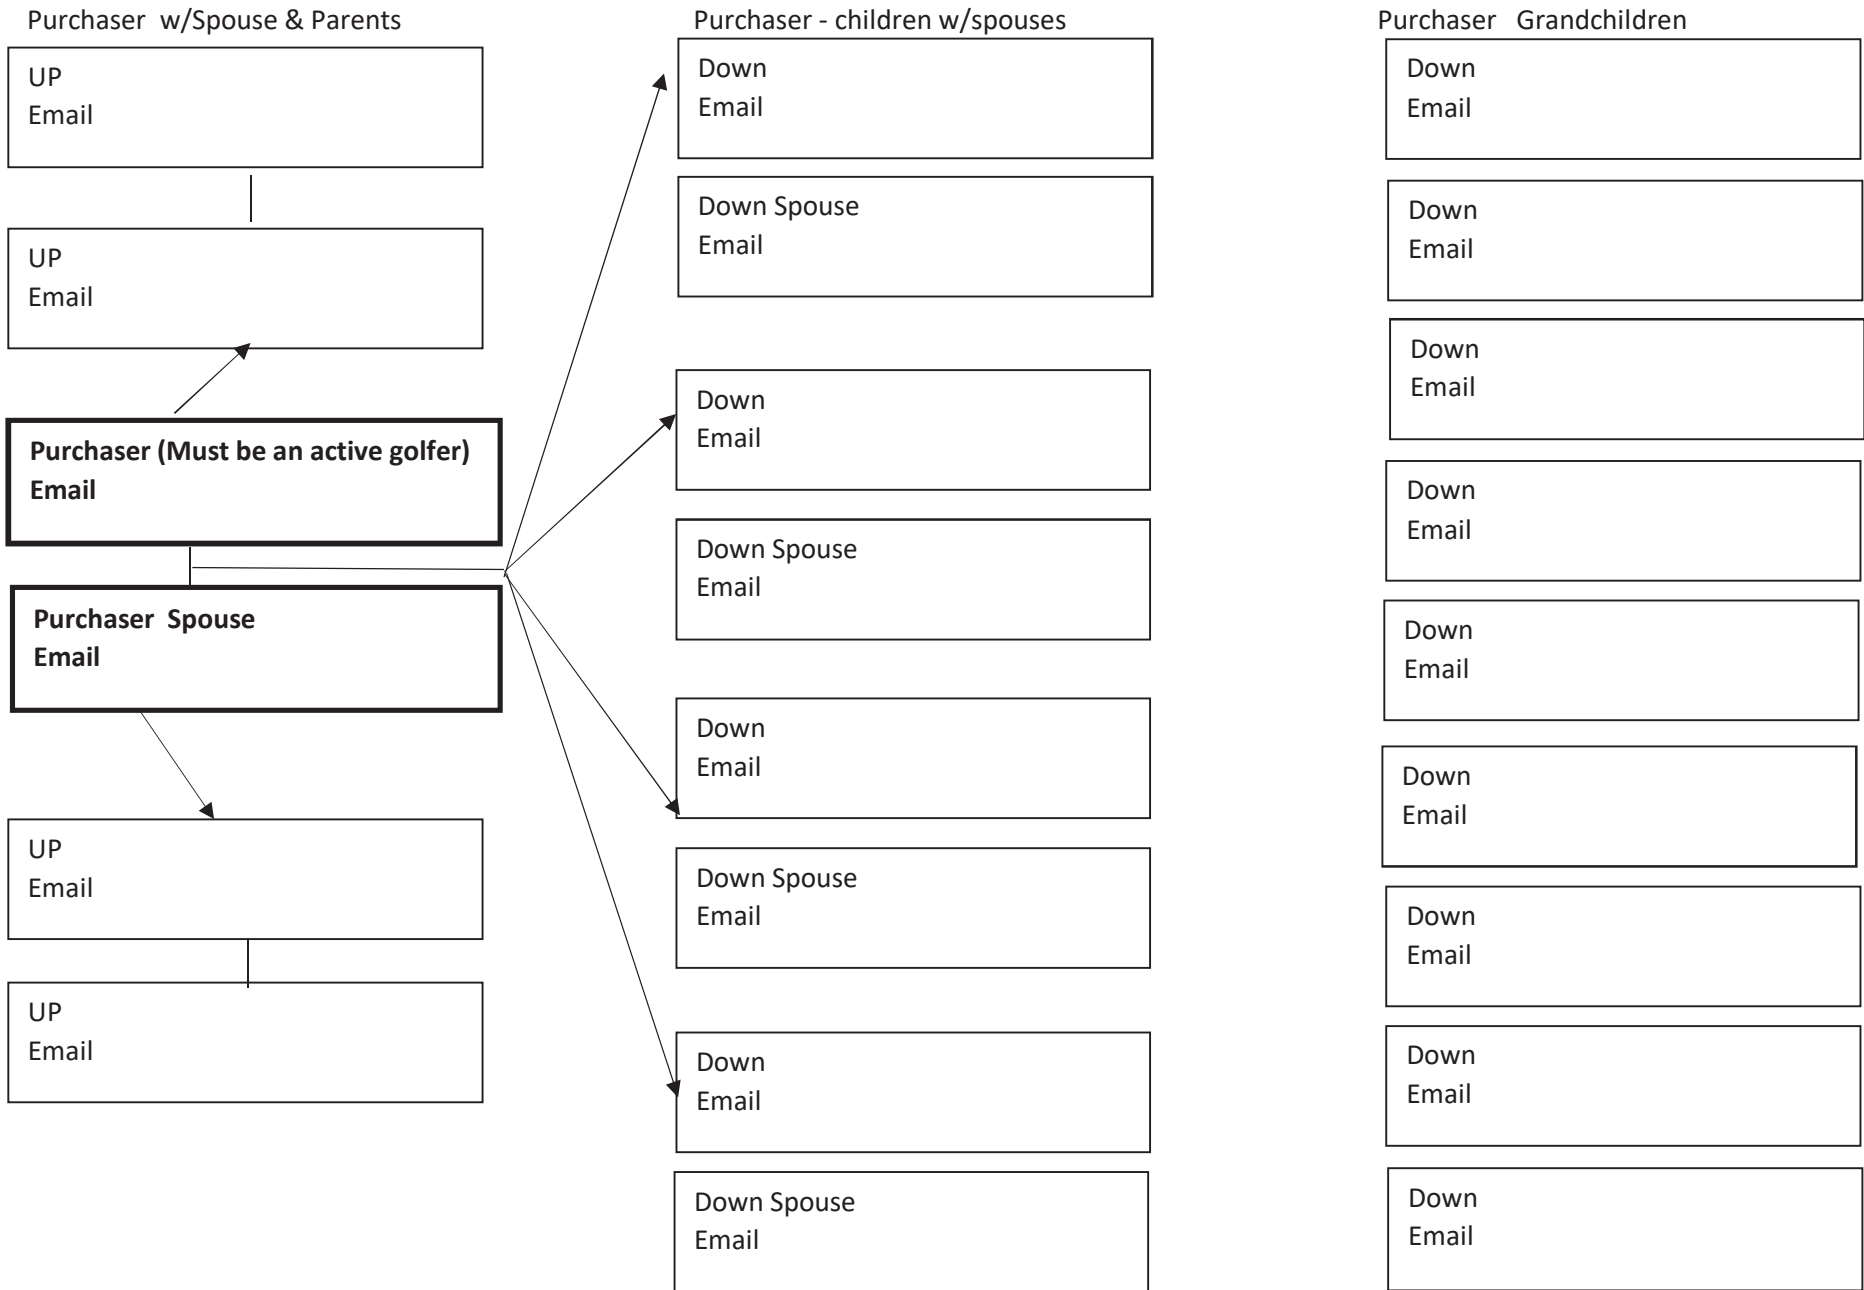 Purchaser  w/Spouse & Parents
UP
Email
UP
Email
Purchaser (Must be an active golfer)
Email
Purchaser  Spouse
Email
UP
Email
UP
Email
Purchaser - children w/spouses
Down
Email
Down Spouse
Email
Down
Email
Down Spouse
Email
Down
Email
Down Spouse
Email
Down
Email
Down Spouse
Email
Purchaser   Grandchildren
Down
Email
Down
Email
Down
Email
Down
Email
Down
Email
Down
Email
Down
Email
Down
Email
Down
Email